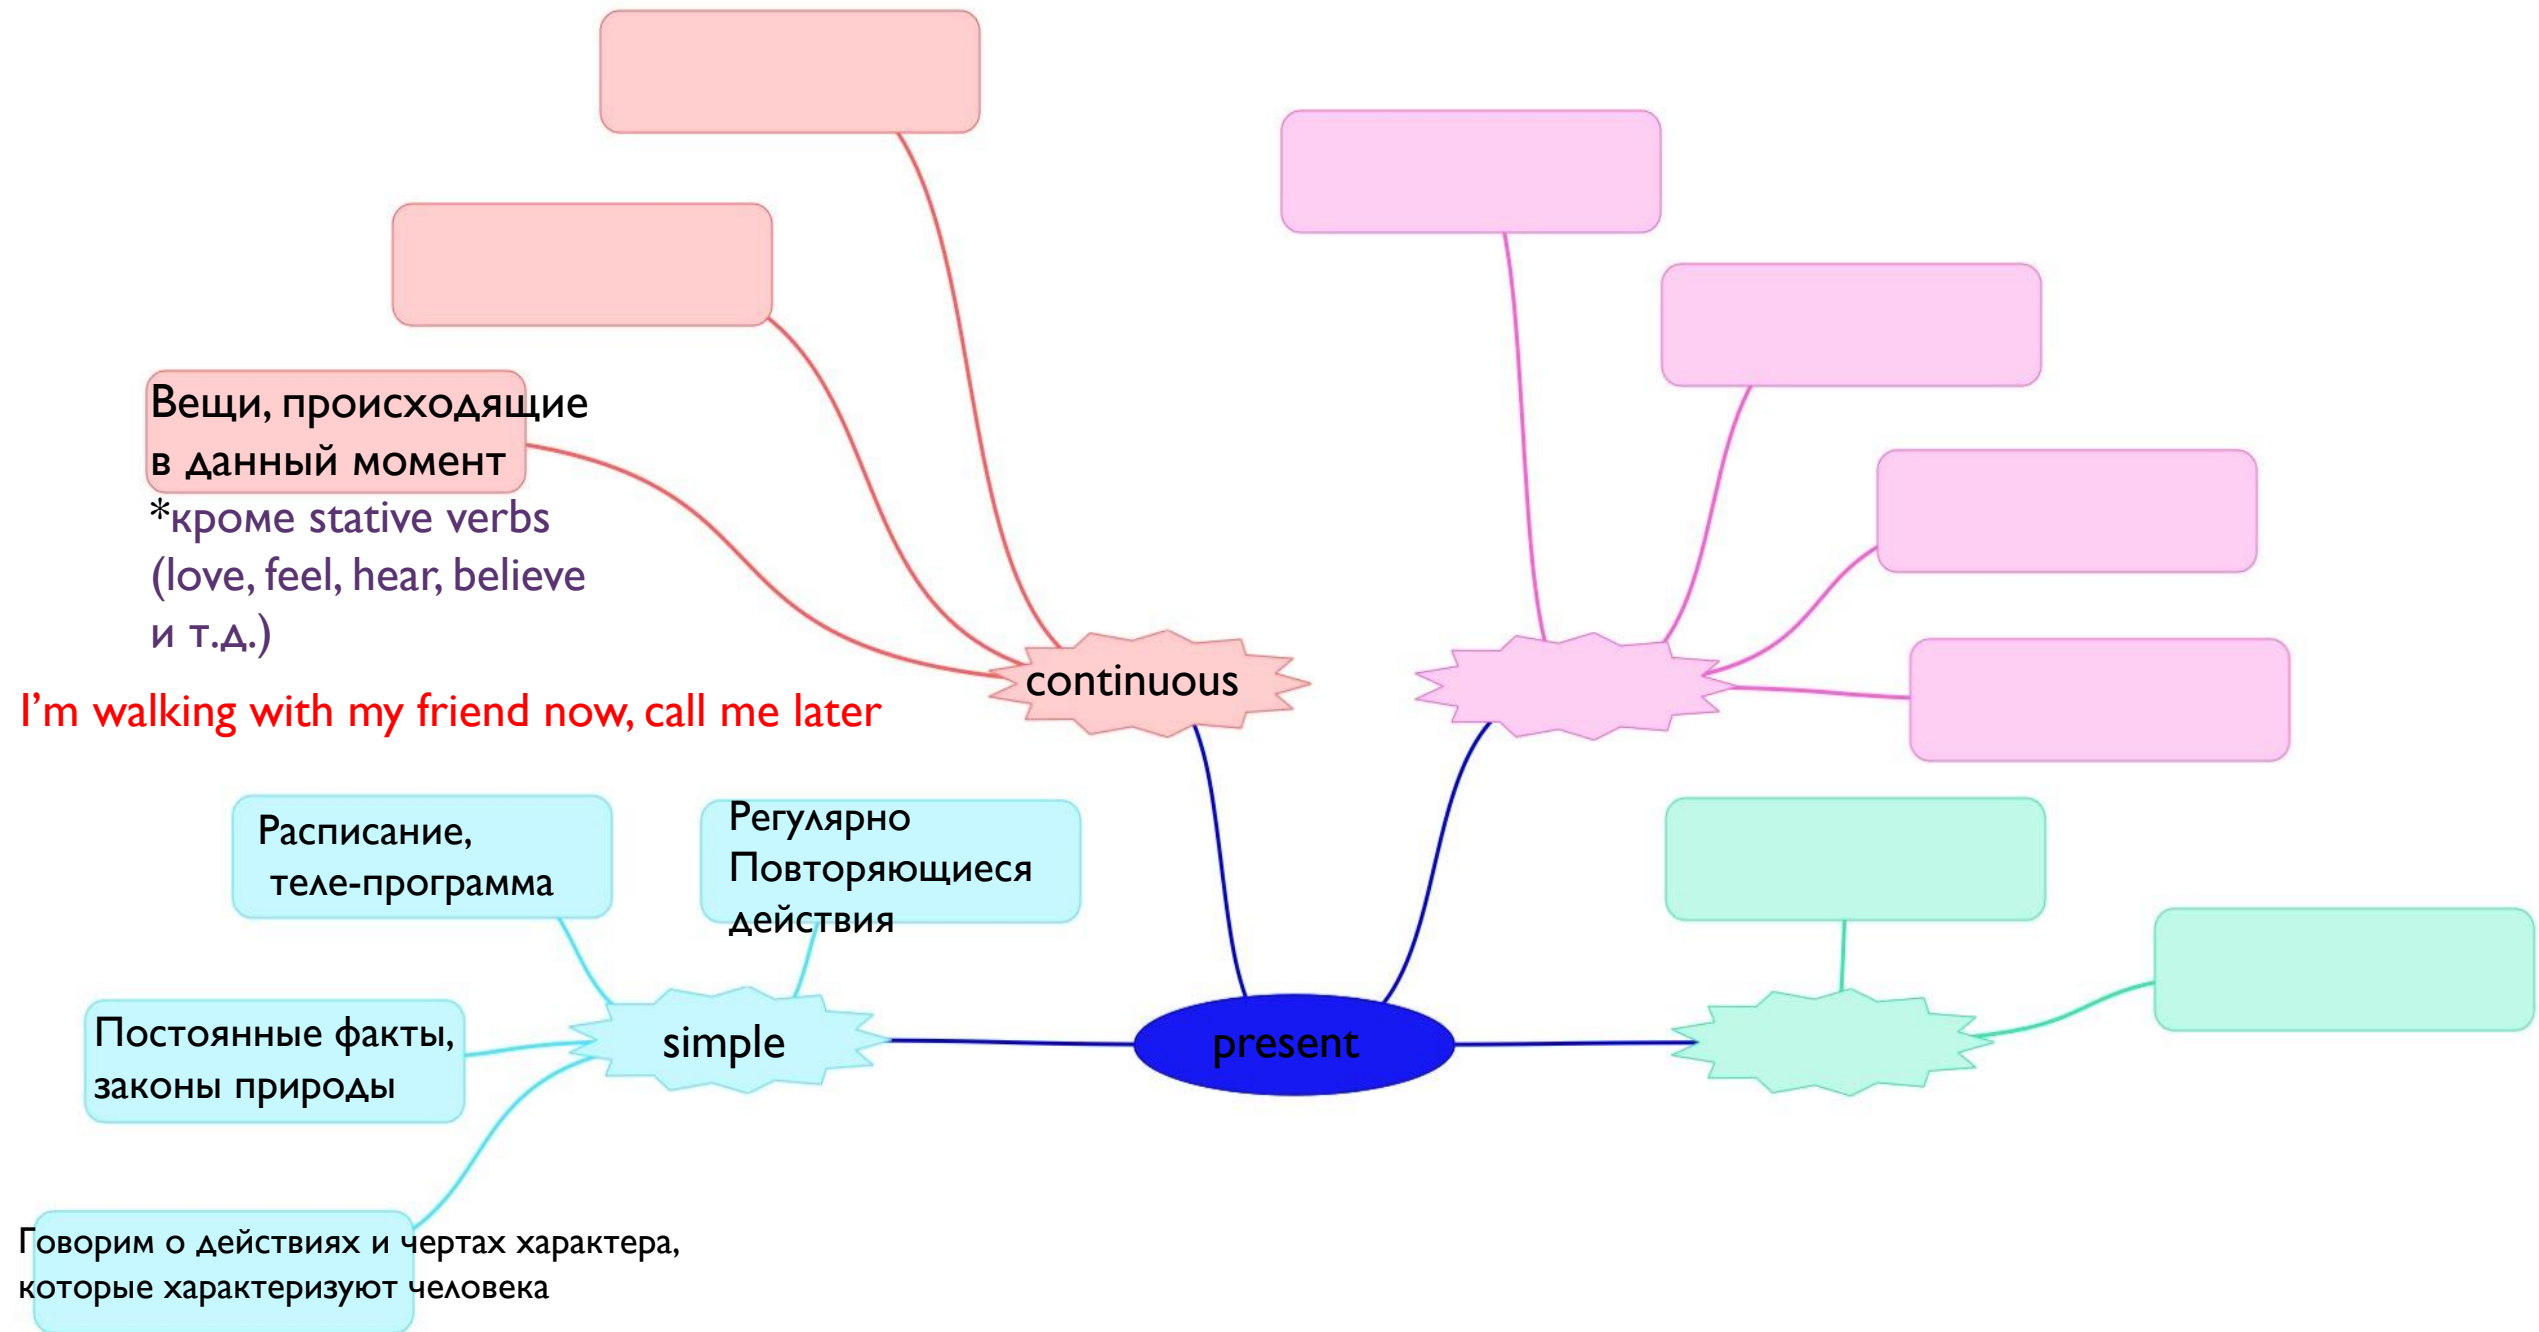 Вещи, происходящие
в данный момент
*кроме stative verbs
(love, feel, hear, believe
и т.д.)
continuous
I’m walking with my friend now, call me later
Расписание,
теле-программа
Регулярно
Повторяющиеся
действия
Постоянные факты,
законы природы
simple
present
Говорим о действиях и чертах характера,
которые характеризуют человека